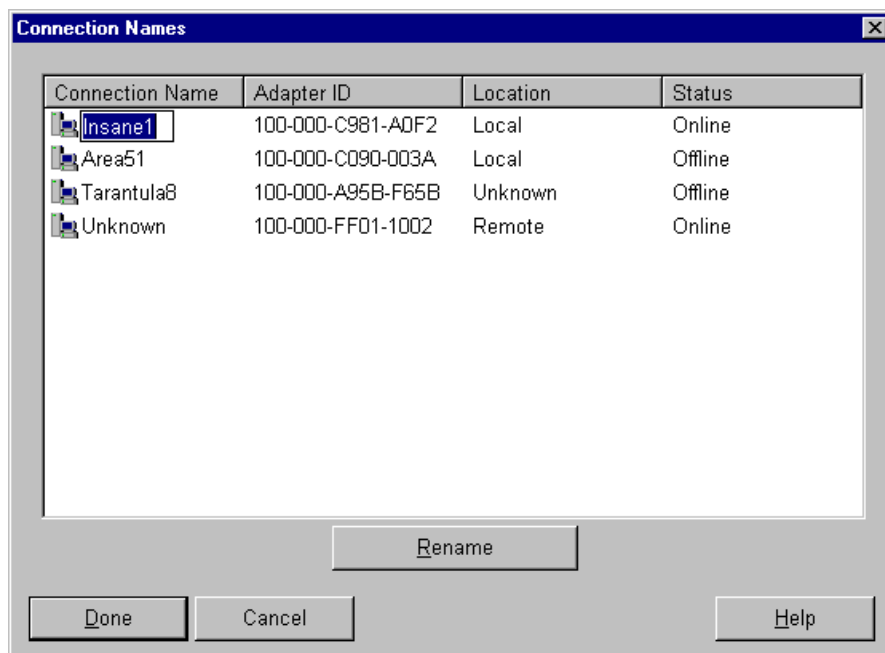 Connection Names
Connection Name Adapter ID Location Status
Insane1 100-000-C981-A0F2 Local Online
Area51 100-000-C090-003A Local Offline
Tarantula8 100-000-A95B-F65B Unknown Offline
Unknown 100-000-FF01-1002 Remote Online
Rename
Done Cancel Help